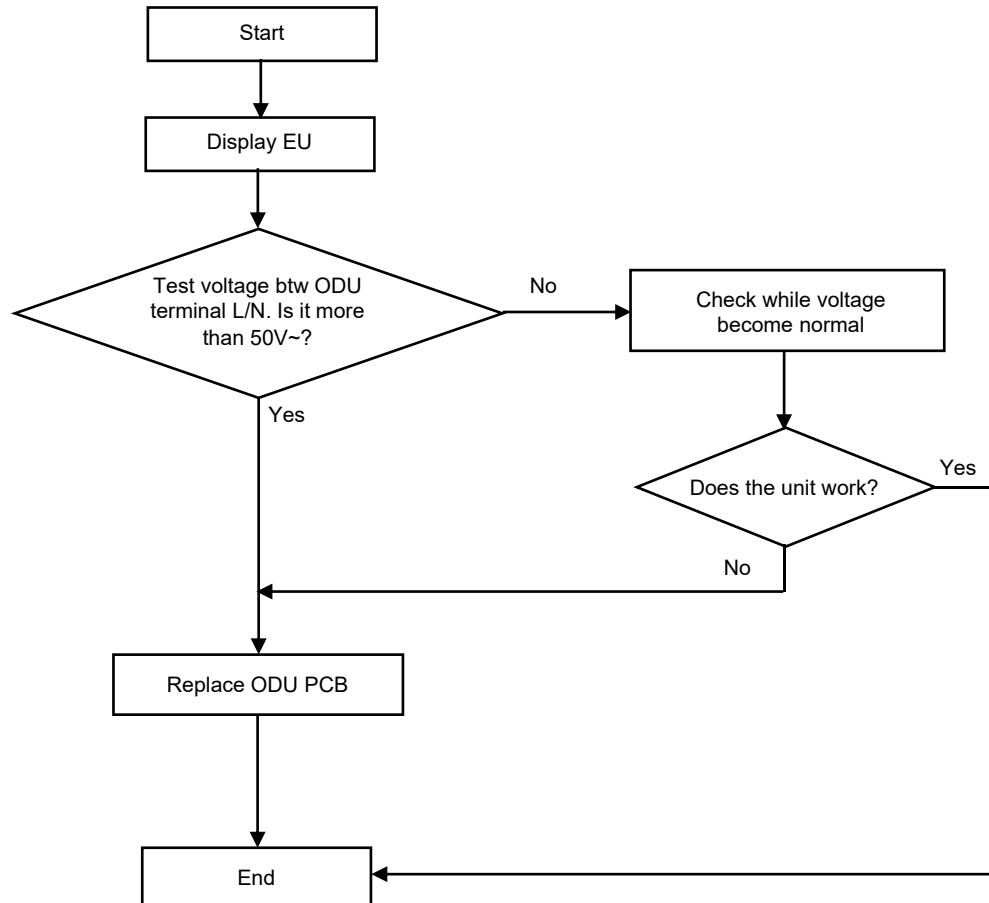 Start
Display EU
Test voltage btw ODU
terminal L/N. Is it more
than 50V~?
No
Check while voltage
become normal
Yes
Does the unit work?
Yes
No
Replace ODU PCB
End